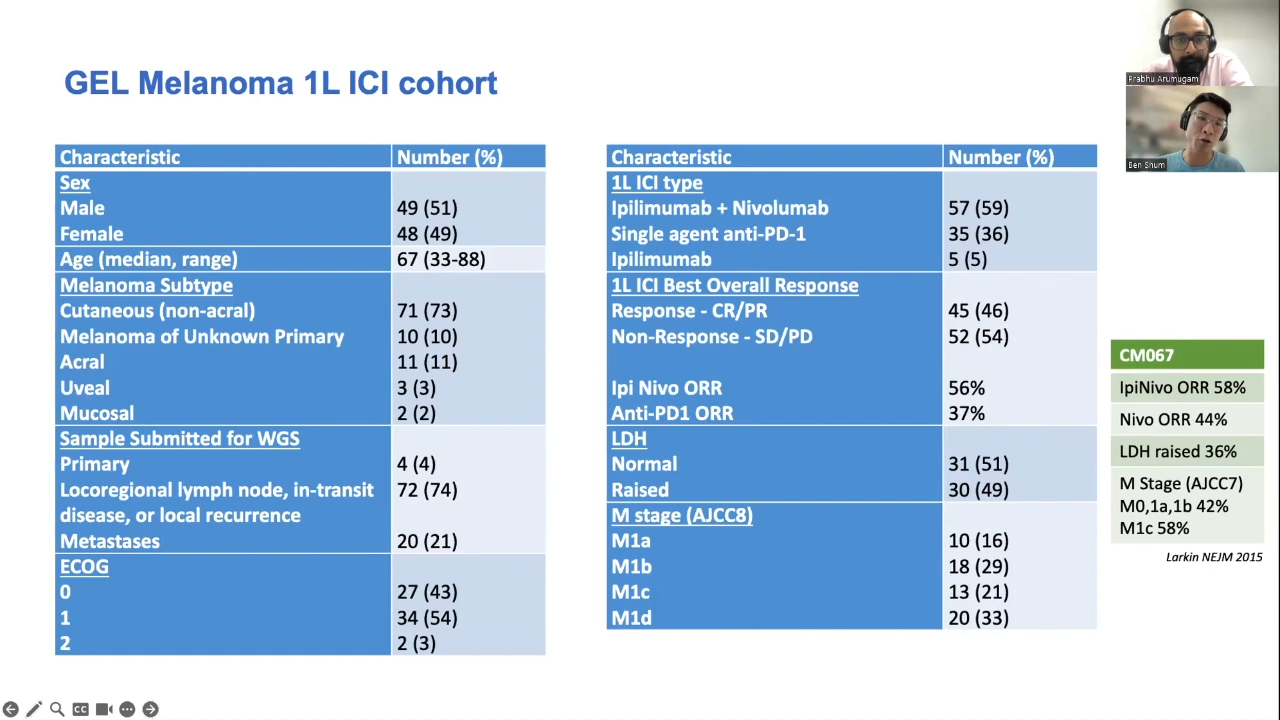 GEL Melanoma 1L ICI cohort
Characteristic Number (%)
Sex
Male 49 (51)
Female 48 (49)
Age (median, range) 67 (33-88)
Melanoma Subtype
Cutaneous (non-acral) 71 (73)
Melanoma of Unknown Primary 10 (10)
Acral 11 (11)
Uveal 3 (3)
Mucosal 2 (2)
Sample Submitted for WGS
Primary 4 (4)
Locoregional lymph node, in-transit 72 (74)
disease, or local recurrence
Metastases 20 (21)
ECOG
0 27 (43)
1 34 (54)
2 2 (3)
Characteristic Number (%)
1L ICI type
Ipilimumab + Nivolumab 57 (59)
Single agent anti-PD-1 35 (36)
Ipilimumab 5 (5)
1L ICI Best Overall Response
Response - CR/PR 45 (46)
Non-Response - SD/PD 52 (54)
Ipi Nivo ORR 56%
Anti-PD1 ORR 37%
LDH
Normal 31 (51)
Raised 30 (49)
M stage (AJCC8)
M1a 10 (16)
M1b 18 (29)
M1c 13 (21)
M1d 20 (33)
CM067
IpiNivo ORR 58%
Nivo ORR 44%
LDH raised 36%
M Stage (AJCC7)
M0,1a,1b 42%
M1c 58%
Larkin NEJM 2015
Prabhu Arumugam
Ben Shum
CC